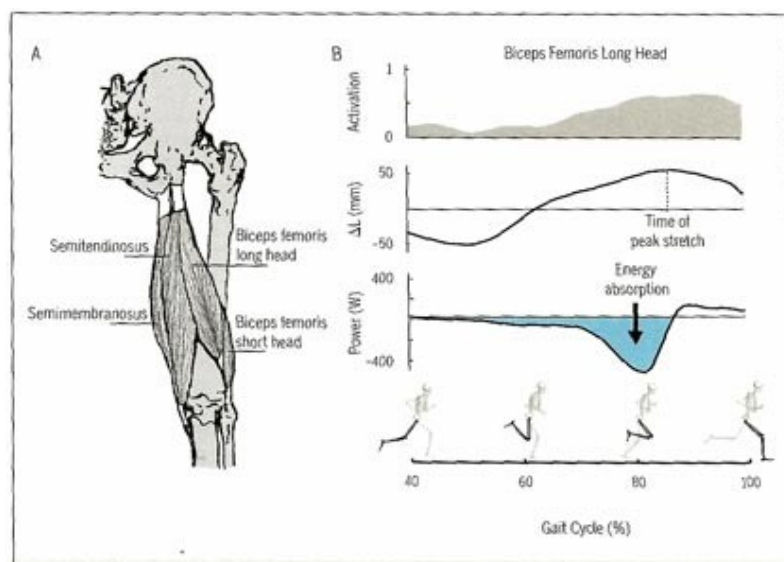 A
Semitendinosus
Semimembranosus
Biceps femoris
long head
Biceps femoris
short head
B
Biceps Femoris Long Head
Activation
1
0
ΔL (mm)
50
-50
Time of
peak stretch
Power (W)
400
-400
Energy
absorption
40
60
80
100
Gait Cycle (%)